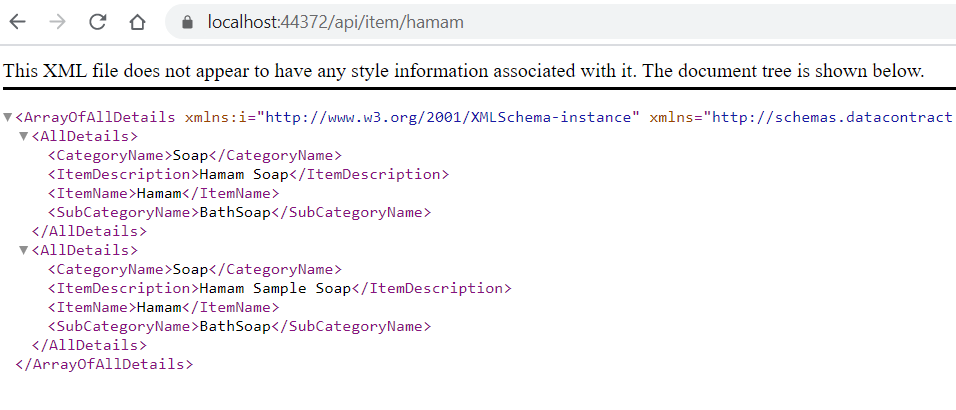 localhost:44372/api/item/hamam
This XML file does not appear to have any style information associated with it. The document tree is shown below.
<ArrayOfAllDetails xmlns:i="http://www.w3.org/2001/XMLSchema-instance" xmlns="http://schemas.datacontract
<AllDetails>
<CategoryName>Soap</CategoryName>
<ItemDescription>Hamam Soap</ItemDescription>
<ItemName>Hamam</ItemName>
<SubCategoryName>BathSoap</SubCategoryName>
</AllDetails>
<AllDetails>
<CategoryName>Soap</CategoryName>
<ItemDescription>Hamam Sample Soap</ItemDescription>
<ItemName>Hamam</ItemName>
<SubCategoryName>BathSoap</SubCategoryName>
</AllDetails>
</ArrayOfAllDetails>